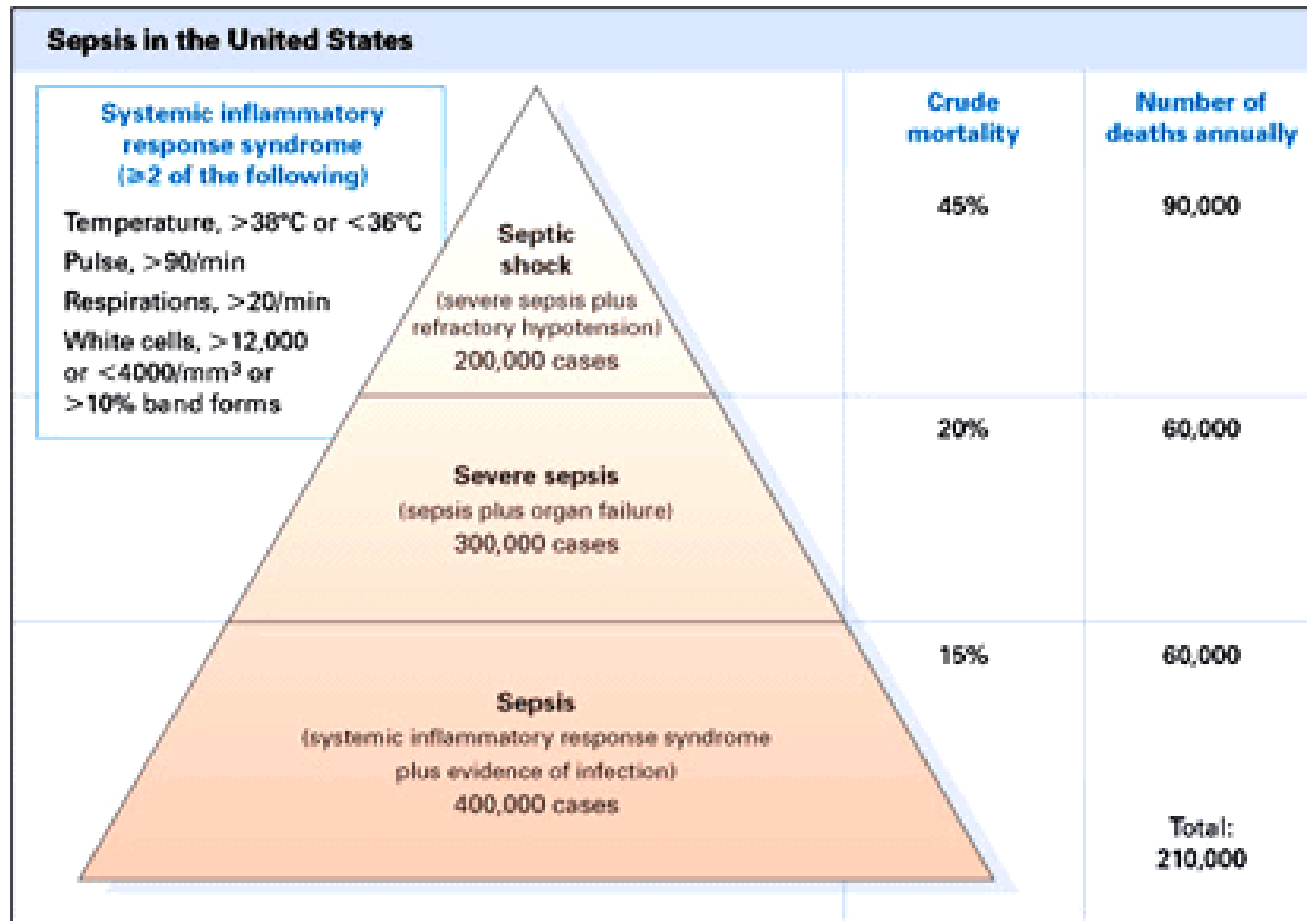 Sepsis in the United States
Systemic inflammatory
response syndrome
(≥2 of the following)
Temperature, >38°C or <36°C
Pulse, >90/min
Respirations, >20/min
White cells, >12,000
or <4000/mm³ or
>10% band forms
Septic
shock
(severe sepsis plus
refractory hypotension)
200,000 cases
Severe sepsis
(sepsis plus organ failure)
300,000 cases
Sepsis
(systemic inflammatory response syndrome
plus evidence of infection)
400,000 cases
Crude
mortality
45%
20%
15%
Number of
deaths annually
90,000
60,000
60,000
Total:
210,000